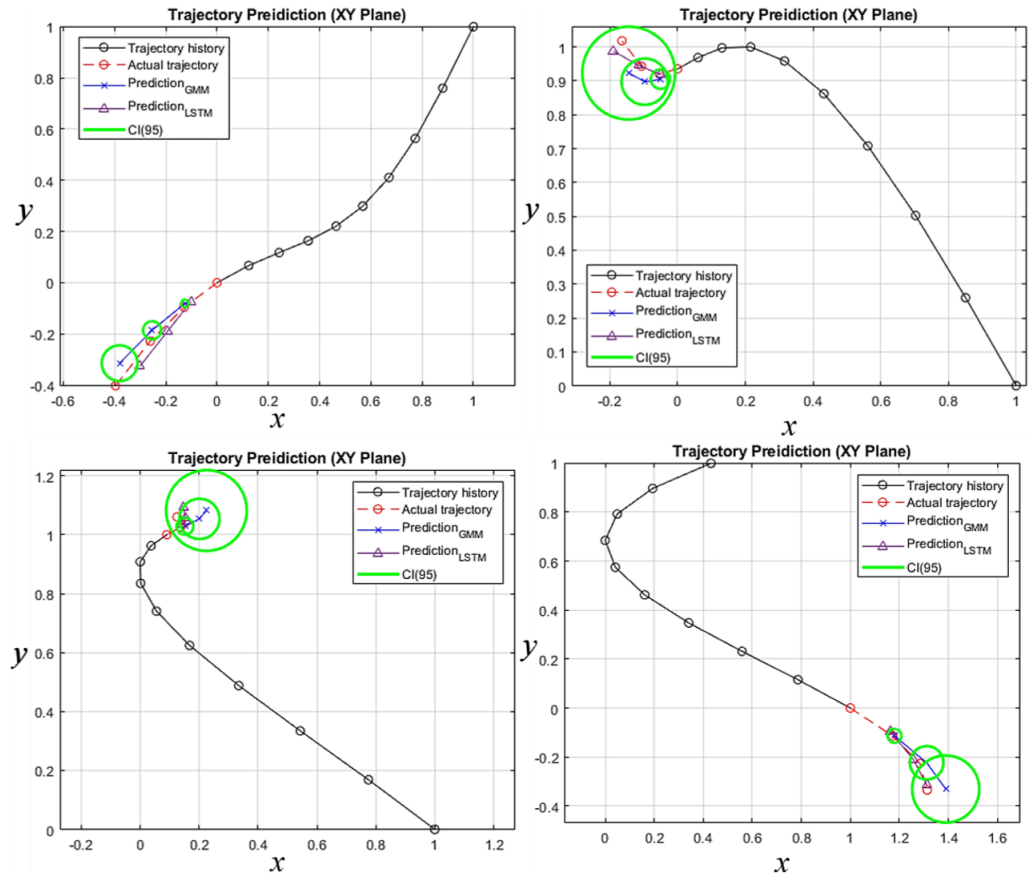 Trajectory Preidiction (XY Plane)
1
0.8
0.6
0.4
0.2
0
-0.2
-0.4
y
-0.6 -0.4 -0.2 0 0.2 0.4 0.6 0.8 1
x
Trajectory history
Actual trajectory
Prediction_GMM
Prediction_LSTM
CI(95)
Trajectory Preidiction (XY Plane)
1
0.9
0.8
0.7
0.6
0.5
0.4
0.3
0.2
0.1
0
y
-0.2 0 0.2 0.4 0.6 0.8 1
x
Trajectory history
Actual trajectory
Prediction_GMM
Prediction_LSTM
CI(95)
Trajectory Preidiction (XY Plane)
1.2
1
0.8
0.6
0.4
0.2
0
y
-0.2 0 0.2 0.4 0.6 0.8 1 1.2
x
Trajectory history
Actual trajectory
Prediction_GMM
Prediction_LSTM
CI(95)
Trajectory Preidiction (XY Plane)
1
0.8
0.6
0.4
0.2
0
-0.2
-0.4
y
0 0.2 0.4 0.6 0.8 1 1.2 1.4 1.6
x
Trajectory history
Actual trajectory
Prediction_GMM
Prediction_LSTM
CI(95)